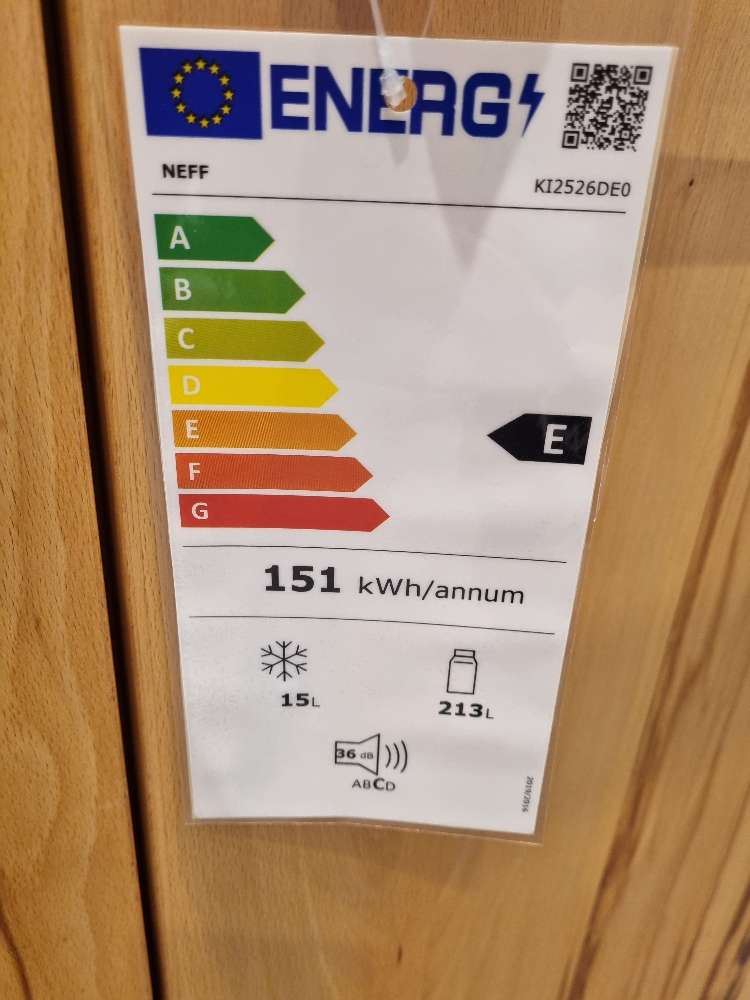 ENERG
NEFF
KI2526DE0
A
B
C
D
E
E
F
G
151 kWh/annum
15L
213L
36 dB
ABCD
2019/2016